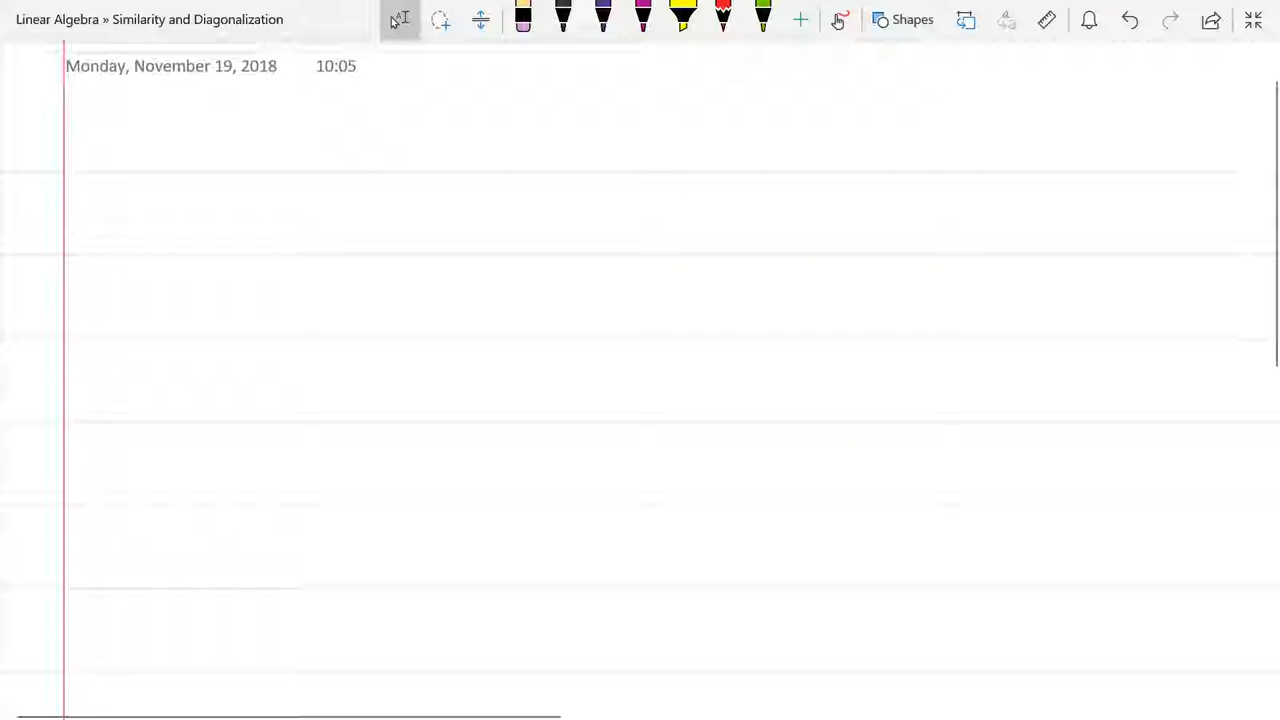 Linear Algebra » Similarity and Diagonalization
Shapes
Monday, November 19, 2018 10:05